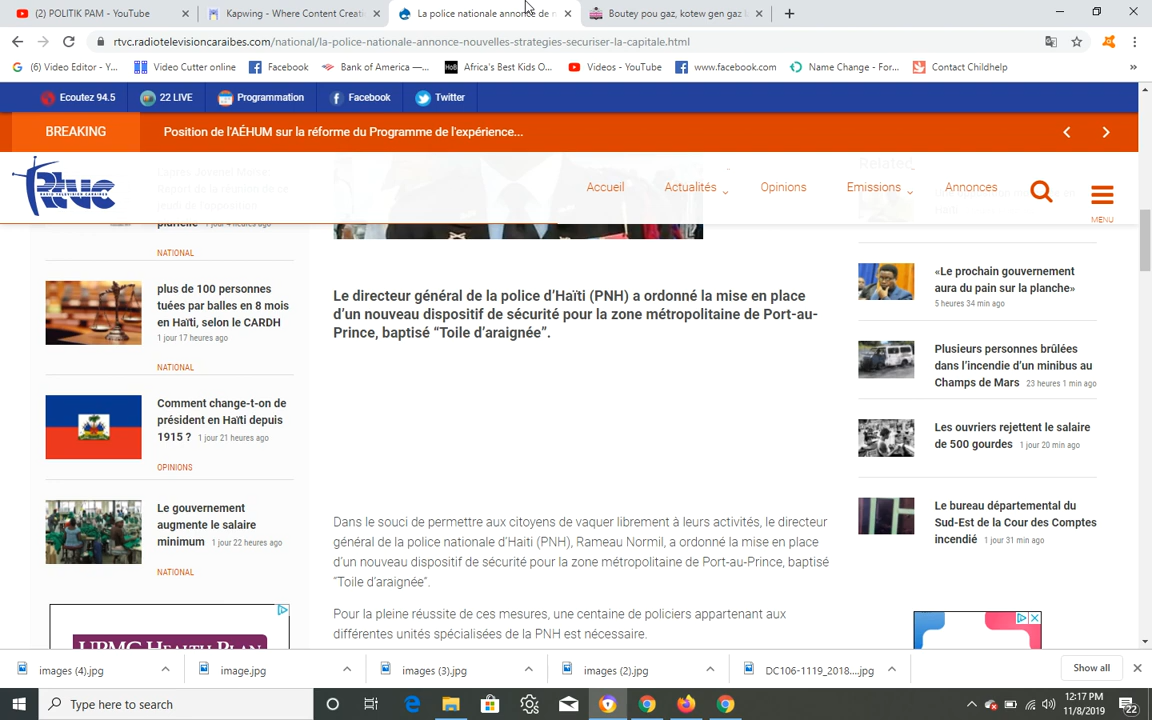 (2) POLITIK PAM - YouTube
Kapwing - Where Content Creati
La police nationale annonce de n
Boutey pou gaz, kotew gen gaz l
rtvc.radiotelevisioncaraibes.com/national/la-police-nationale-annonce-nouvelles-strategies-securiser-la-capitale.html
(6) Video Editor - Y...
Video Cutter online
Facebook
Bank of America —...
HoB
Africa's Best Kids O...
Videos - YouTube
www.facebook.com
Name Change - For...
Contact Childhelp
Ecoutez 94.5
22 LIVE
Programmation
Facebook
Twitter
BREAKING
Position de l'AÉHUM sur la réforme du Programme de l'expérience...
Rtvc
RADIO TELEVISION CARAIBES
Accueil
Actualités
Opinions
Emissions
Annonces
MENU
Related
plurielle 1 jour 4 heures ago
NATIONAL
plus de 100 personnes
tuées par balles en 8 mois
en Haïti, selon le CARDH
1 jour 17 heures ago
NATIONAL
Comment change-t-on de
président en Haïti depuis
1915 ? 1 jour 21 heures ago
OPINIONS
Le gouvernement
augmente le salaire
minimum 1 jour 22 heures ago
NATIONAL
UPMC HEALTH PLAN
Le directeur général de la police d'Haïti (PNH) a ordonné la mise en place
d'un nouveau dispositif de sécurité pour la zone métropolitaine de Port-au-
Prince, baptisé “Toile d'araignée”.
Dans le souci de permettre aux citoyens de vaquer librement à leurs activités, le directeur
général de la police nationale d'Haiti (PNH), Rameau Normil, a ordonné la mise en place
d'un nouveau dispositif de sécurité pour la zone métropolitaine de Port-au-Prince, baptisé
“Toile d'araignée”.
Pour la pleine réussite de ces mesures, une centaine de policiers appartenant aux
différentes unités spécialisées de la PNH est nécessaire.
«Le prochain gouvernement
aura du pain sur la planche»
5 heures 34 min ago
Plusieurs personnes brûlées
dans l'incendie d'un minibus au
Champs de Mars 23 heures 1 min ago
Les ouvriers rejettent le salaire
de 500 gourdes 1 jour 20 min ago
Le bureau départemental du
Sud-Est de la Cour des Comptes
incendié 1 jour 31 min ago
images (4).jpg
image.jpg
images (3).jpg
images (2).jpg
DC106-1119_2018....jpg
Show all
Type here to search
12:17 PM
11/8/2019
22